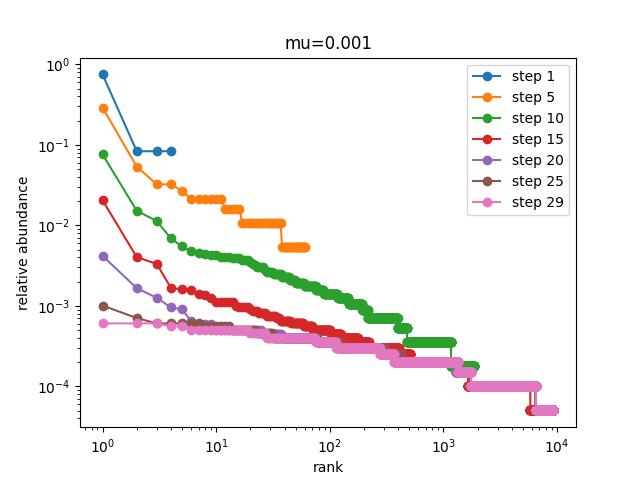 mu=0.001
10⁰
10⁻¹
10⁻²
10⁻³
10⁻⁴
relative abundance
step 1
step 5
step 10
step 15
step 20
step 25
step 29
10⁰ 10¹ 10² 10³ 10⁴
rank